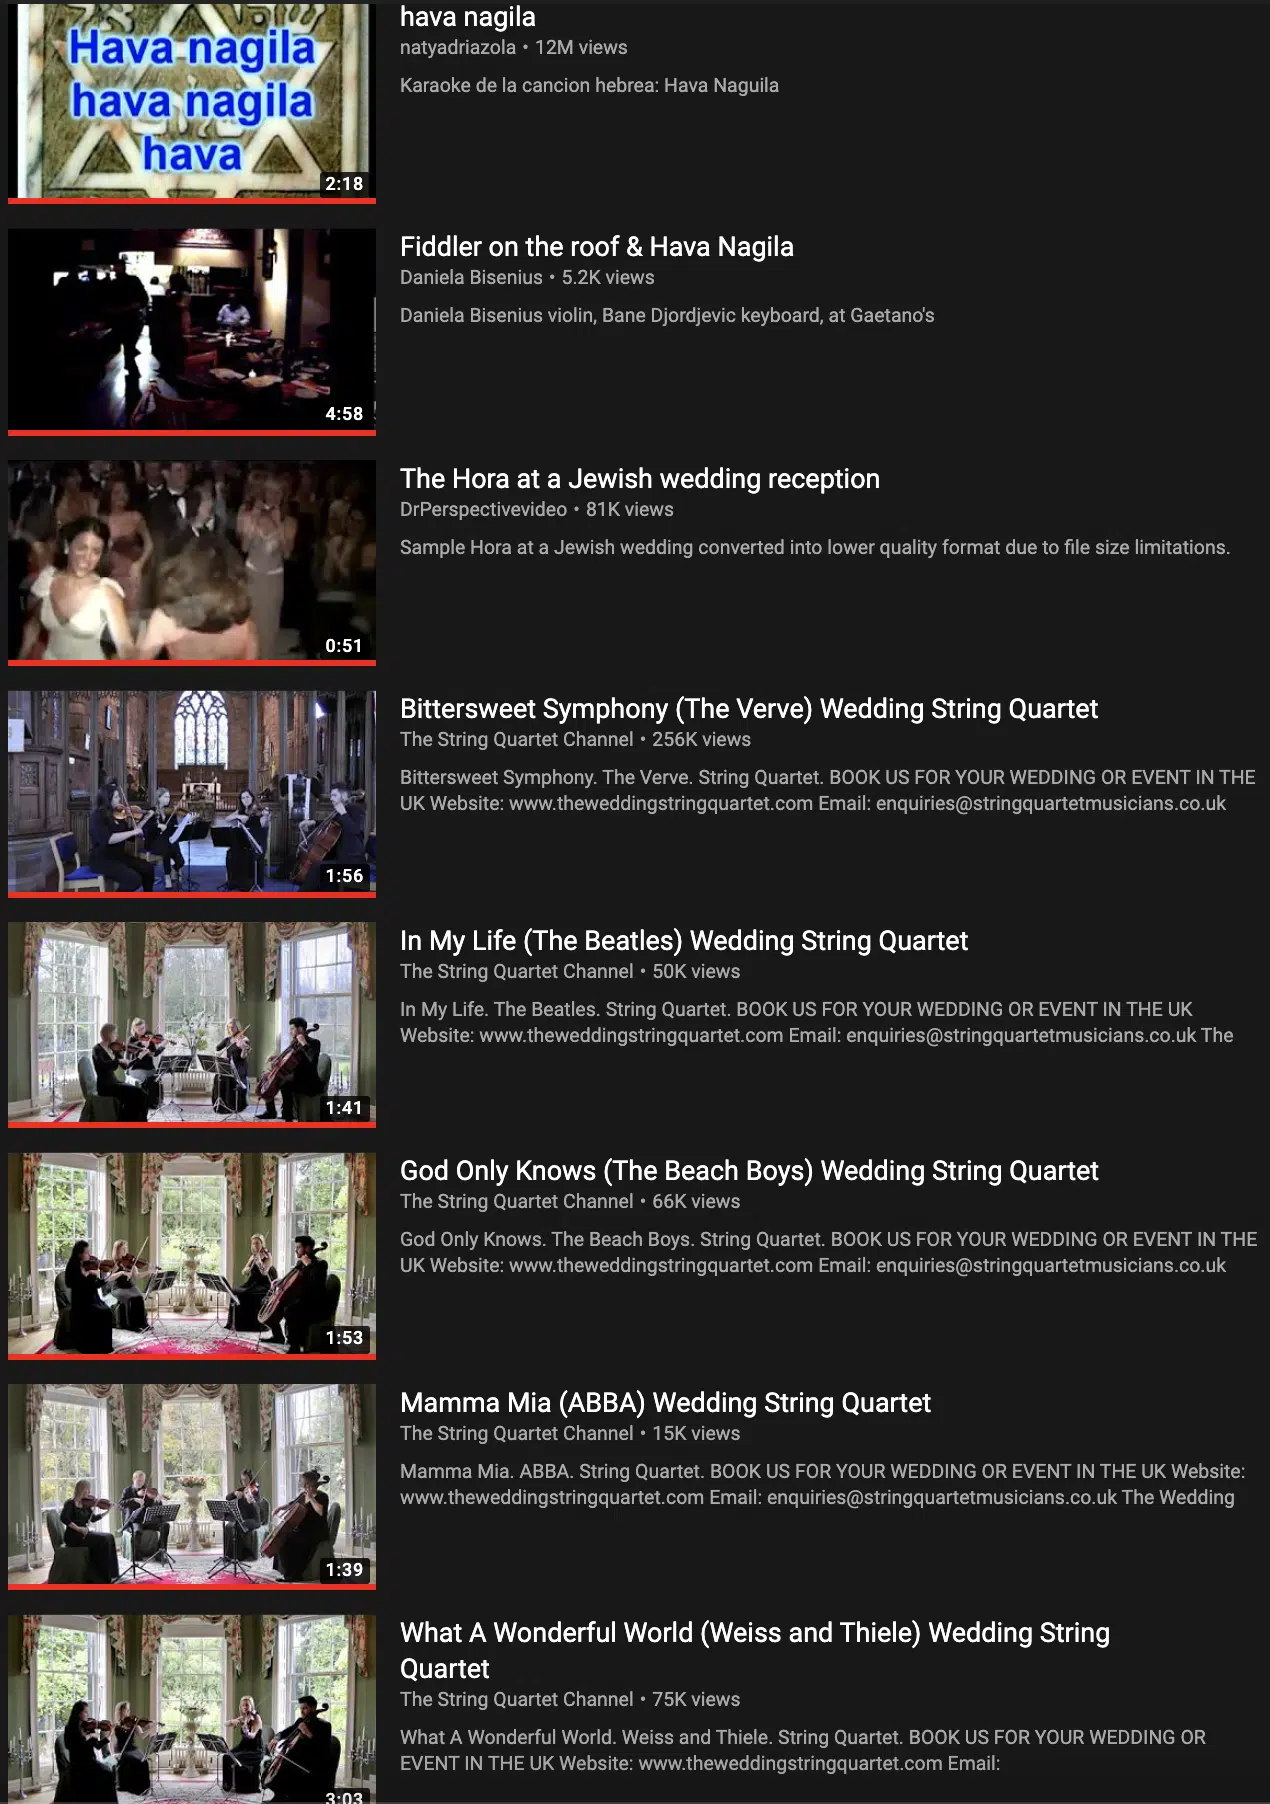 Hava nagila
hava nagila
hava
2:18
hava nagila
natyadriazola • 12M views
Karaoke de la cancion hebrea: Hava Naguila
4:58
Fiddler on the roof & Hava Nagila
Daniela Bisenius • 5.2K views
Daniela Bisenius violin, Bane Djordjevic keyboard, at Gaetano's
0:51
The Hora at a Jewish wedding reception
DrPerspectivevideo • 81K views
Sample Hora at a Jewish wedding converted into lower quality format due to file size limitations.
1:56
Bittersweet Symphony (The Verve) Wedding String Quartet
The String Quartet Channel • 256K views
Bittersweet Symphony. The Verve. String Quartet. BOOK US FOR YOUR WEDDING OR EVENT IN THE
UK Website: www.theweddingstringquartet.com Email: enquiries@stringquartetmusicians.co.uk
1:41
In My Life (The Beatles) Wedding String Quartet
The String Quartet Channel • 50K views
In My Life. The Beatles. String Quartet. BOOK US FOR YOUR WEDDING OR EVENT IN THE UK
Website: www.theweddingstringquartet.com Email: enquiries@stringquartetmusicians.co.uk The
1:53
God Only Knows (The Beach Boys) Wedding String Quartet
The String Quartet Channel • 66K views
God Only Knows. The Beach Boys. String Quartet. BOOK US FOR YOUR WEDDING OR EVENT IN THE
UK Website: www.theweddingstringquartet.com Email: enquiries@stringquartetmusicians.co.uk
1:39
Mamma Mia (ABBA) Wedding String Quartet
The String Quartet Channel • 15K views
Mamma Mia. ABBA. String Quartet. BOOK US FOR YOUR WEDDING OR EVENT IN THE UK Website:
www.theweddingstringquartet.com Email: enquiries@stringquartetmusicians.co.uk The Wedding
3:03
What A Wonderful World (Weiss and Thiele) Wedding String
Quartet
The String Quartet Channel • 75K views
What A Wonderful World. Weiss and Thiele. String Quartet. BOOK US FOR YOUR WEDDING OR
EVENT IN THE UK Website: www.theweddingstringquartet.com Email: